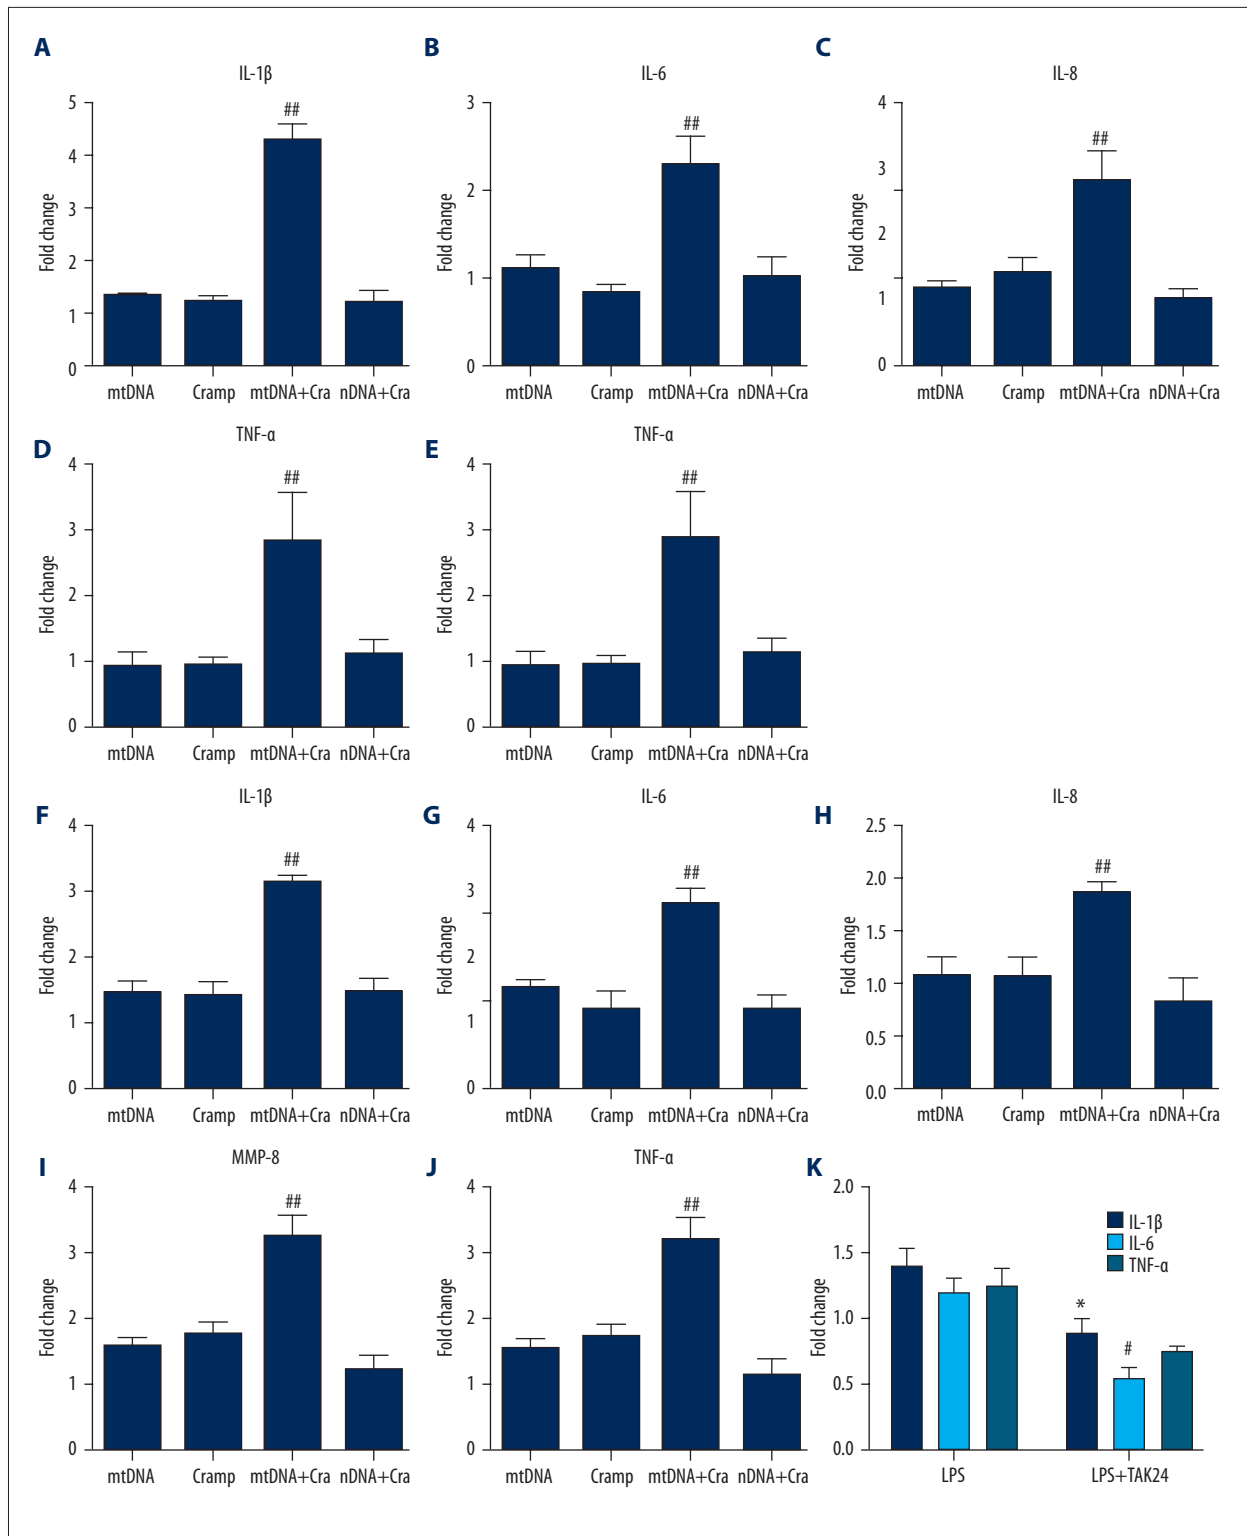 A
IL-1β
##
Fold change
5
4
3
2
1
0
mtDNA Cramp mtDNA+Cra nDNA+Cra
B
IL-6
##
Fold change
3
2
1
0
mtDNA Cramp mtDNA+Cra nDNA+Cra
C
IL-8
##
Fold change
4
3
2
1
0
mtDNA Cramp mtDNA+Cra nDNA+Cra
D
TNF-α
##
Fold change
4
3
2
1
0
mtDNA Cramp mtDNA+Cra nDNA+Cra
E
TNF-α
##
Fold change
4
3
2
1
0
mtDNA Cramp mtDNA+Cra nDNA+Cra
F
IL-1β
##
Fold change
4
3
2
1
0
mtDNA Cramp mtDNA+Cra nDNA+Cra
G
IL-6
##
Fold change
4
3
2
1
0
mtDNA Cramp mtDNA+Cra nDNA+Cra
H
IL-8
##
Fold change
2.5
2.0
1.5
1.0
0.5
0.0
mtDNA Cramp mtDNA+Cra nDNA+Cra
I
MMP-8
##
Fold change
4
3
2
1
0
mtDNA Cramp mtDNA+Cra nDNA+Cra
J
TNF-α
##
Fold change
4
3
2
1
0
mtDNA Cramp mtDNA+Cra nDNA+Cra
K
IL-1β
IL-6
TNF-α
*
#
Fold change
2.0
1.5
1.0
0.5
0.0
LPS LPS+TAK24